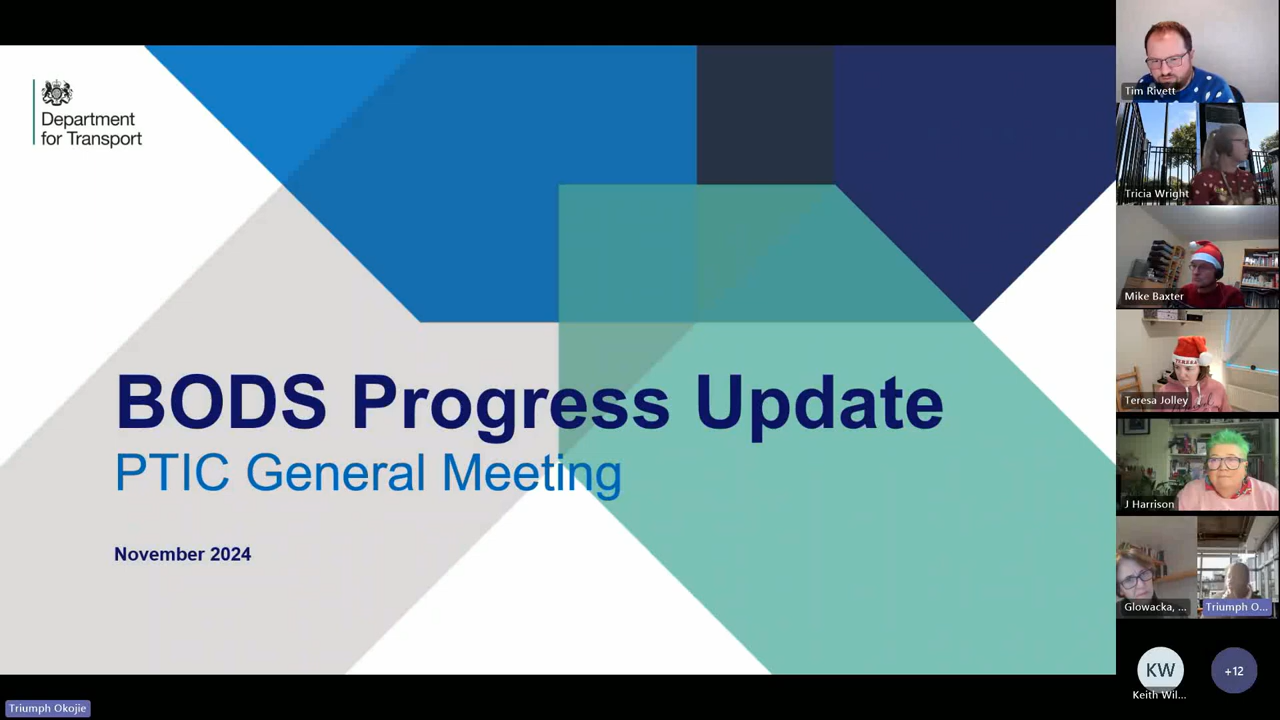 Department
for Transport
BODS Progress Update
PTIC General Meeting
November 2024
Triumph Okojie
Tim Rivett
Tricia Wright
Mike Baxter
TERESA
Teresa Jolley
J Harrison
Glowacka, ...
Triumph O...
KW
Keith Wil...
+12